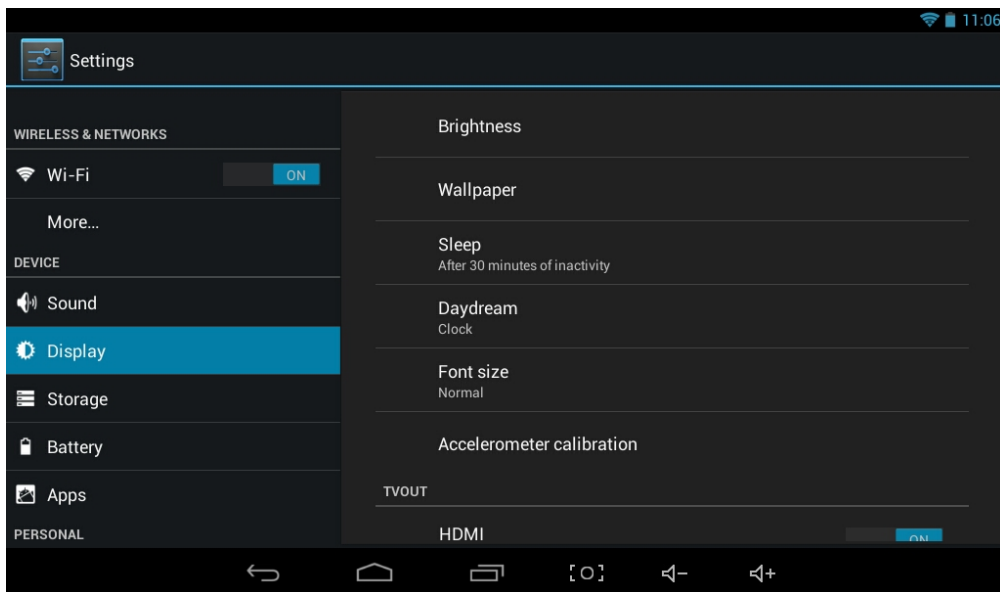 11:06
Settings
WIRELESS & NETWORKS
Wi-Fi ON
More...
DEVICE
Sound
Display
Storage
Battery
Apps
PERSONAL
Brightness
Wallpaper
Sleep
After 30 minutes of inactivity
Daydream
Clock
Font size
Normal
Accelerometer calibration
TVOUT
HDMI ON